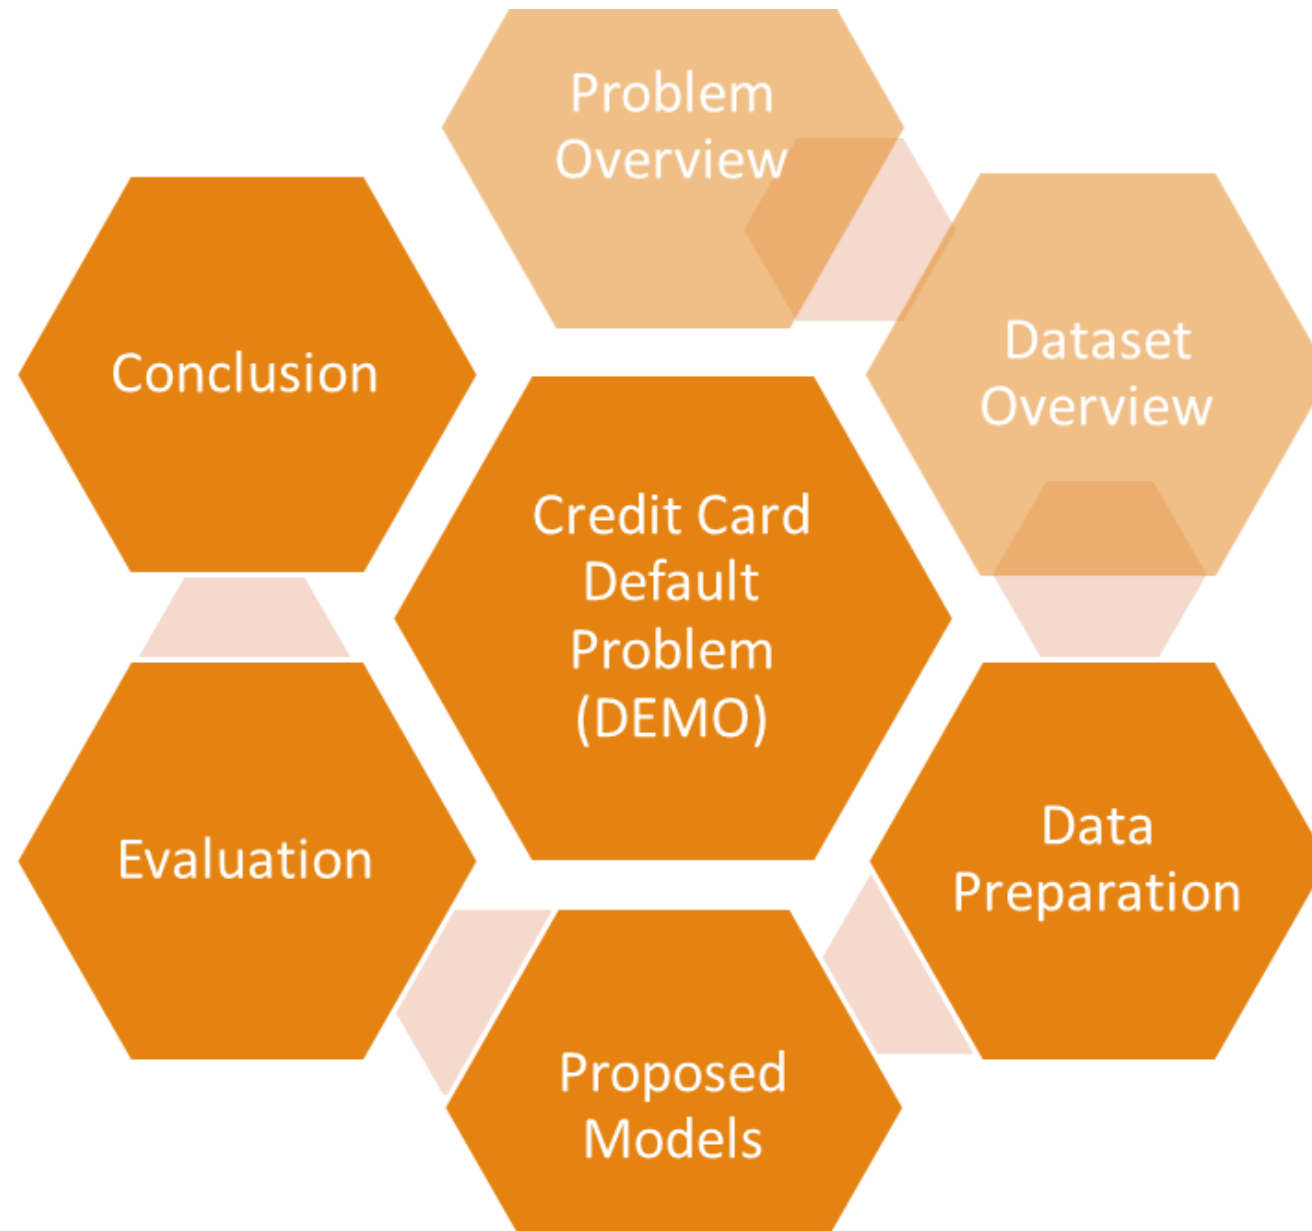 Problem
Overview
Dataset
Overview
Data
Preparation
Proposed
Models
Evaluation
Conclusion
Credit Card
Default
Problem
(DEMO)